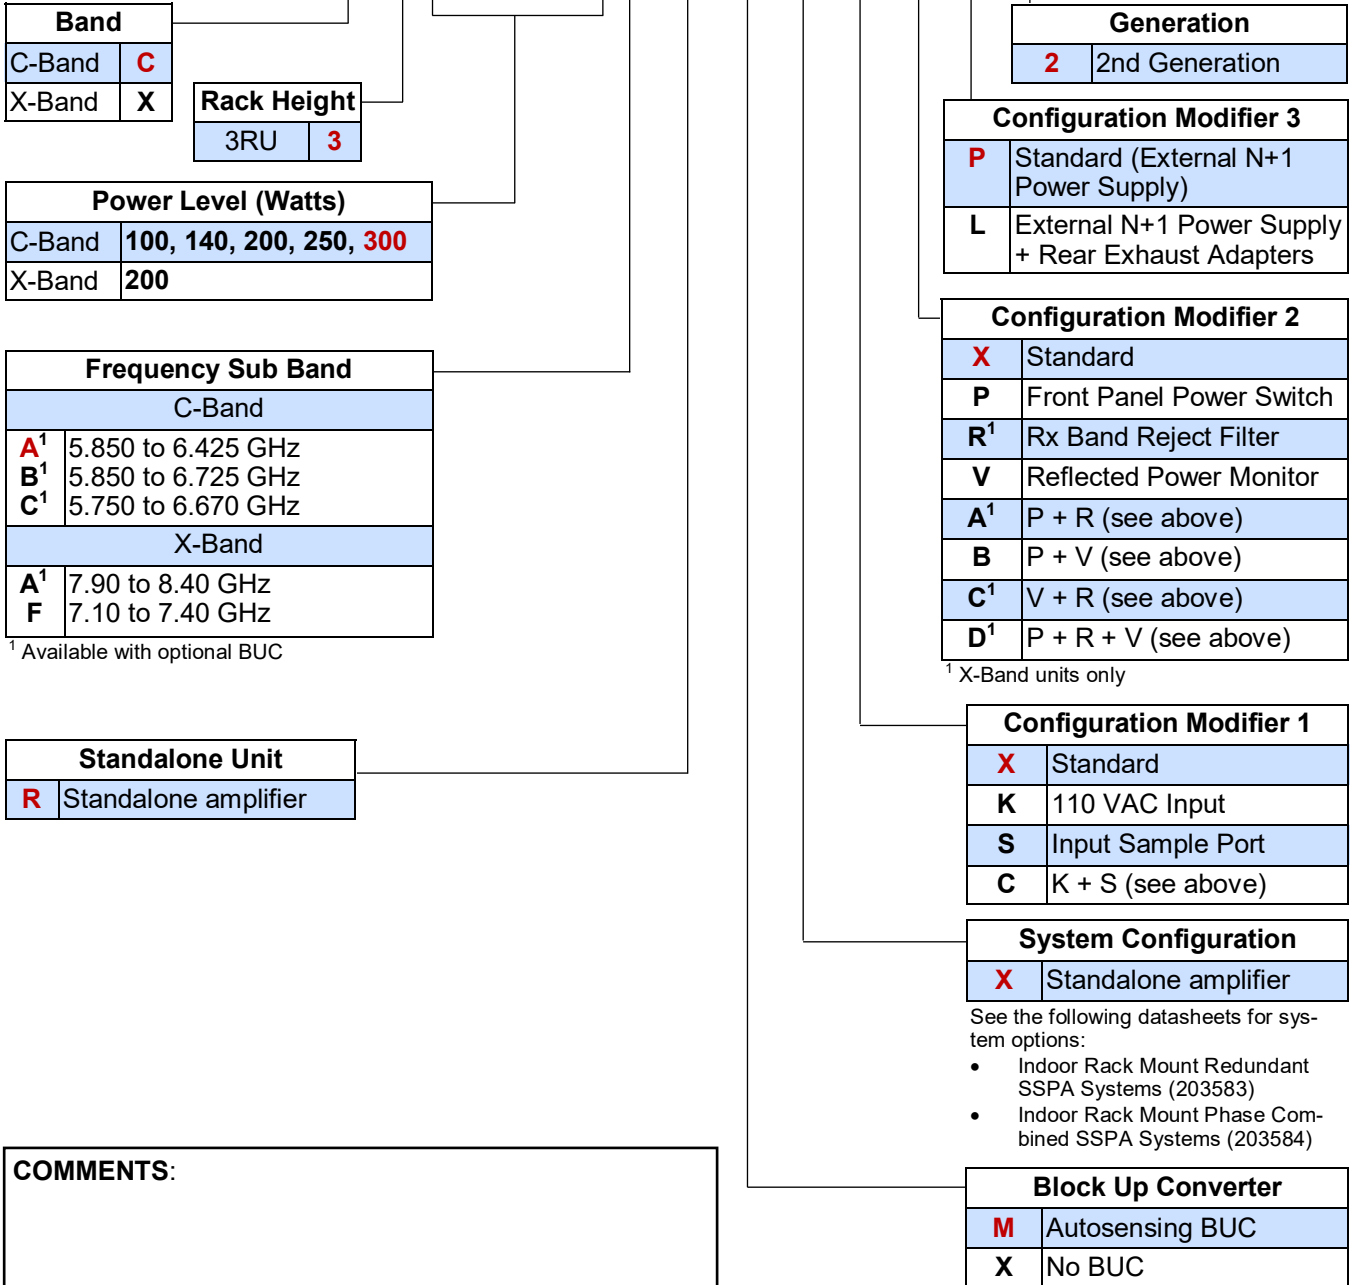 Band
C-Band C
X-Band X
Rack Height
3RU 3
Power Level (Watts)
C-Band 100, 140, 200, 250, 300
X-Band 200
Frequency Sub Band
C-Band
A¹ 5.850 to 6.425 GHz
B¹ 5.850 to 6.725 GHz
C¹ 5.750 to 6.670 GHz
X-Band
A¹ 7.90 to 8.40 GHz
F 7.10 to 7.40 GHz
¹ Available with optional BUC
Standalone Unit
R Standalone amplifier
COMMENTS:
Generation
2 2nd Generation
Configuration Modifier 3
P Standard (External N+1
Power Supply)
L External N+1 Power Supply
+ Rear Exhaust Adapters
Configuration Modifier 2
X Standard
P Front Panel Power Switch
R¹ Rx Band Reject Filter
V Reflected Power Monitor
A¹ P + R (see above)
B P + V (see above)
C¹ V + R (see above)
D¹ P + R + V (see above)
¹ X-Band units only
Configuration Modifier 1
X Standard
K 110 VAC Input
S Input Sample Port
C K + S (see above)
System Configuration
X Standalone amplifier
See the following datasheets for sys-
tem options:
• Indoor Rack Mount Redundant
SSPA Systems (203583)
• Indoor Rack Mount Phase Com-
bined SSPA Systems (203584)
Block Up Converter
M Autosensing BUC
X No BUC